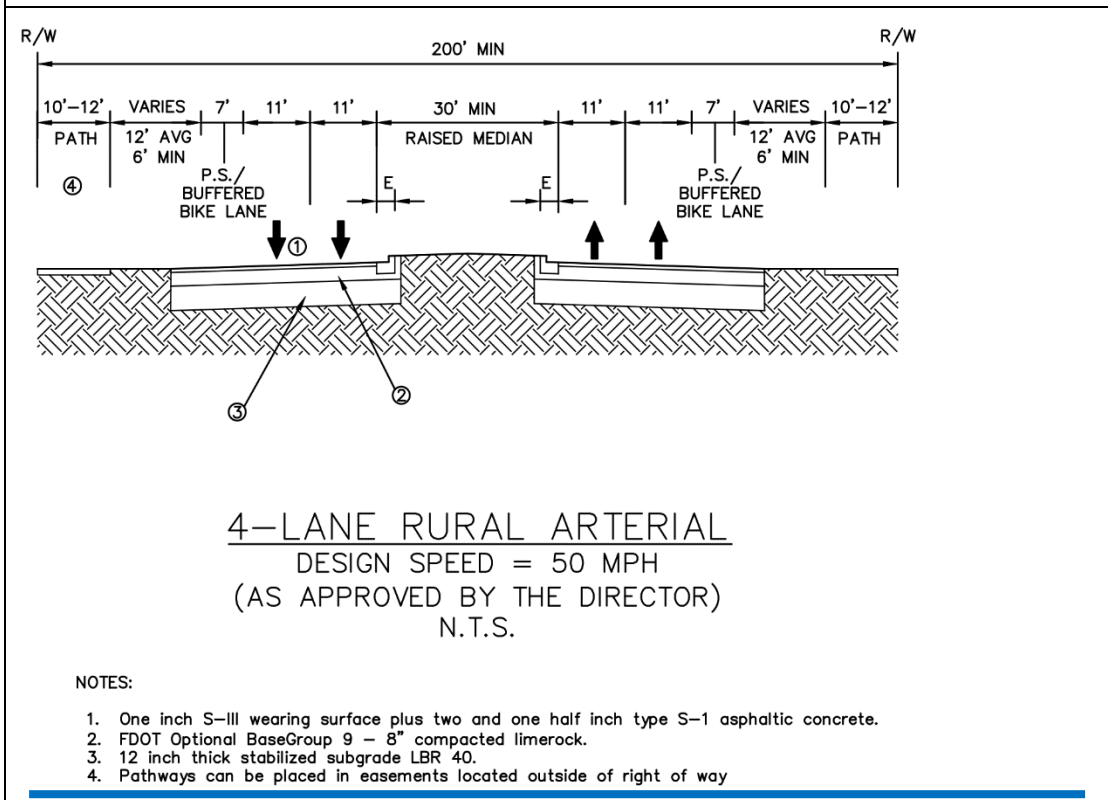 R/W R/W
200' MIN
10'-12' VARIES 7' 11' 11' 30' MIN 11' 11' 7' VARIES 10'-12'
PATH 12' AVG RAISED MEDIAN 12' AVG PATH
6' MIN 6' MIN
④ P.S./ E E P.S./
BUFFERED BUFFERED
BIKE LANE BIKE LANE
①
②
③
4-LANE RURAL ARTERIAL
DESIGN SPEED = 50 MPH
(AS APPROVED BY THE DIRECTOR)
N.T.S.
NOTES:
1. One inch S-III wearing surface plus two and one half inch type S-1 asphaltic concrete.
2. FDOT Optional BaseGroup 9 - 8" compacted limerock.
3. 12 inch thick stabilized subgrade LBR 40.
4. Pathways can be placed in easements located outside of right of way